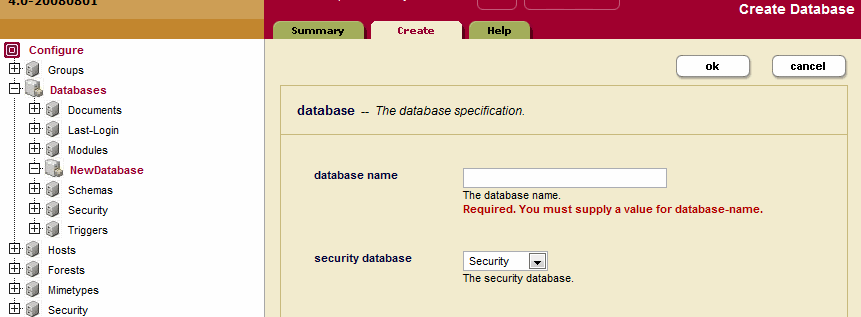 4.0-20080801
Create Database
Summary
Create
Help
Configure
Groups
Databases
Documents
Last-Login
Modules
NewDatabase
Schemas
Security
Triggers
Hosts
Forests
Mimetypes
Security
ok
cancel
database -- The database specification.
database name
The database name.
Required. You must supply a value for database-name.
security database
Security
The security database.